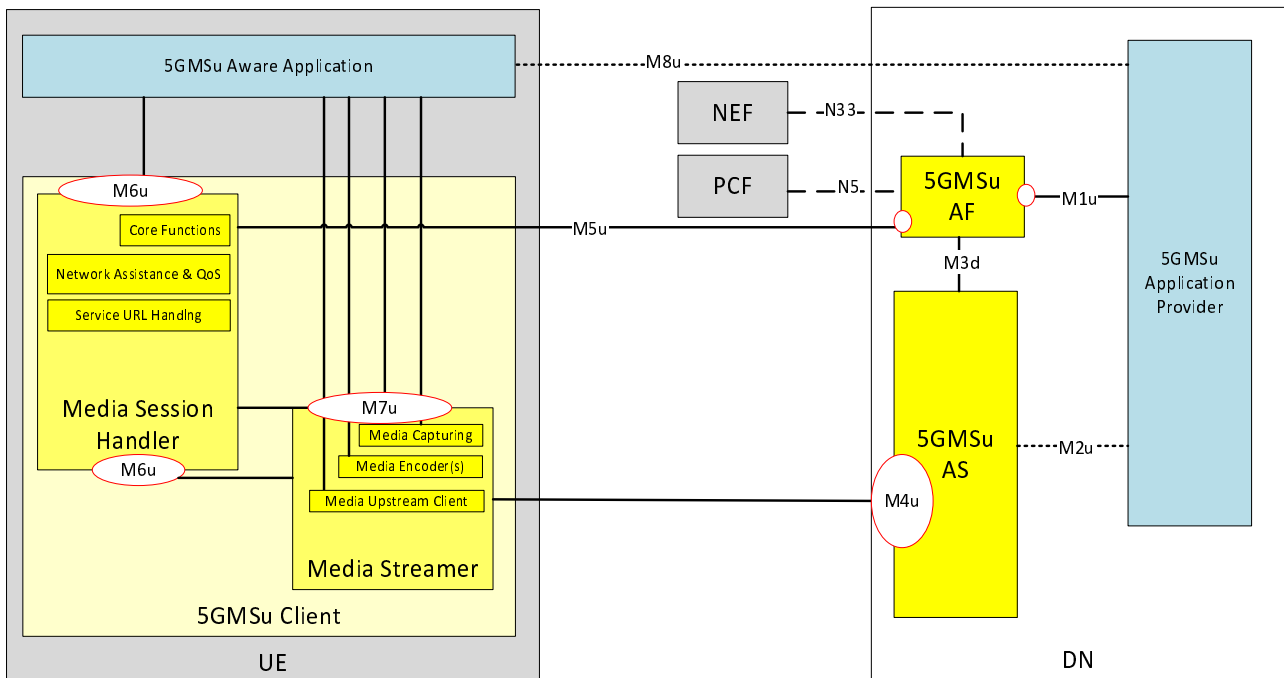 5GMSu Aware Application
M8u
NEF
N33
PCF
N5
5GMSu
AF
M1u
M6u
Core Functions
M5u
Network Assistance & QoS
Service URL Handlng
M3d
5GMSu
Application
Provider
Media Session
Handler
M7u
Media Capturing
Media Encoder(s)
Media Upstream Client
M6u
5GMSu
AS
M2u
M4u
Media Streamer
5GMSu Client
UE
DN